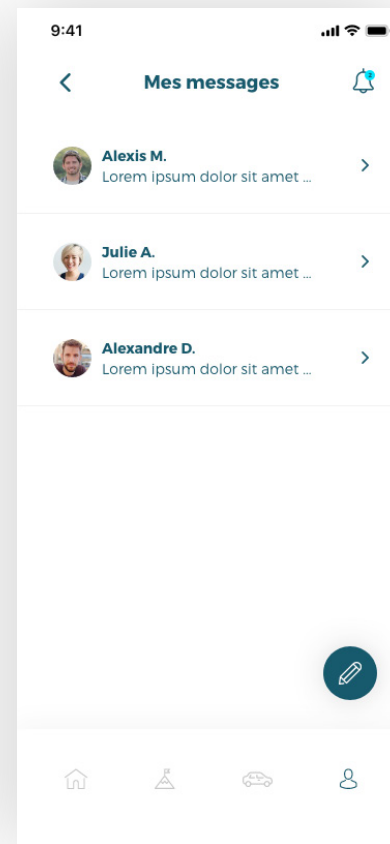 9:41
Mes messages
Alexis M.
Lorem ipsum dolor sit amet ...
Julie A.
Lorem ipsum dolor sit amet ...
Alexandre D.
Lorem ipsum dolor sit amet ...